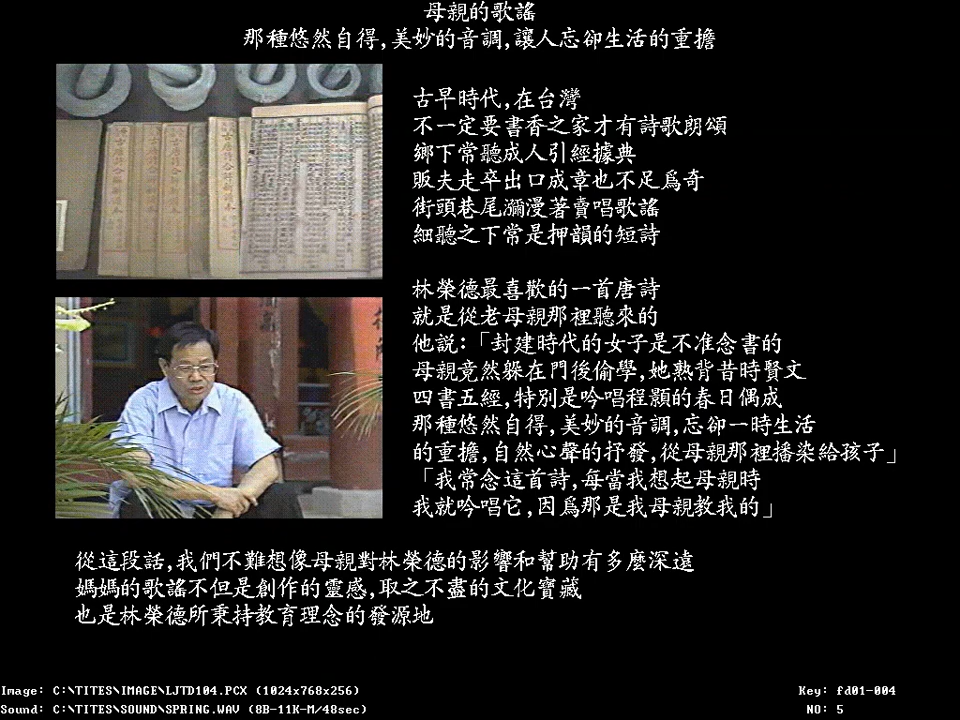 母親的歌謠
那種悠然自得,美妙的音調,讓人忘卻生活的重擔
古早時代,在台灣
不一定要書香之家才有詩歌朗頌
鄉下常聽成人引經據典
販夫走卒出口成章也不足爲奇
街頭巷尾瀰漫著賣唱歌謠
細聽之下常是押韻的短詩
林榮德最喜歡的一首唐詩
就是從老母親那裡聽來的
他說:「封建時代的女子是不准念書的
母親竟然躲在門後偷學,她熟背昔時賢文
四書五經,特別是吟唱程顥的春日偶成
那種悠然自得,美妙的音調,忘卻一時生活
的重擔,自然心聲的抒發,從母親那裡播染給孩子」
「我常念這首詩,每當我想起母親時
我就吟唱它,因爲那是我母親教我的」
從這段話,我們不難想像母親對林榮德的影響和幫助有多麼深遠
媽媽的歌謠不但是創作的靈感,取之不盡的文化寶藏
也是林榮德所秉持教育理念的發源地
Image: C:\TITES\IMAGE\LJTD104.PCX (1024x768x256)
Key: fd01-004
Sound: C:\TITES\SOUND\SPRING.WAV (8B-11K-M/48sec)
NO: 5